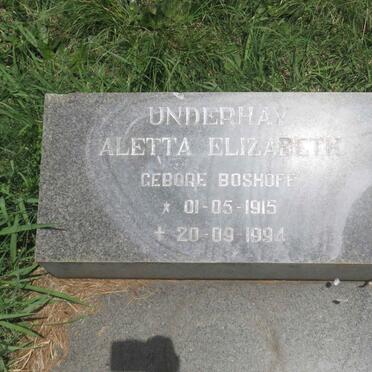 UNDERHAY
ALETTA ELIZABETH
GEBORE BOSHOFF
* 01-05-1915
+ 20-09-1994